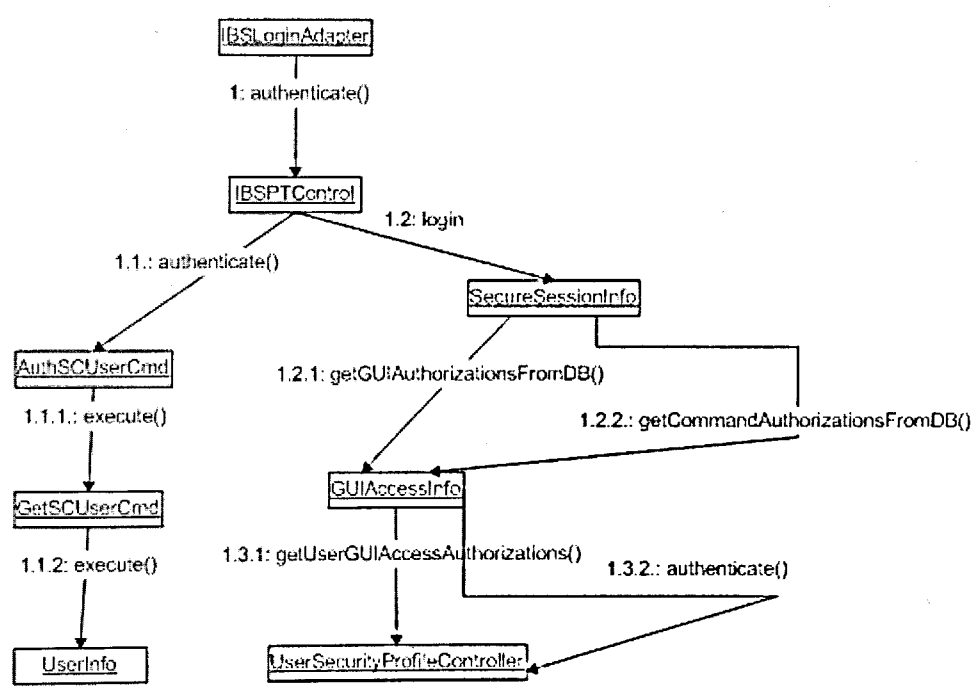 IBSLoginAdapter
1: authenticate()
IBSPTControl
1.2: login
1.1.: authenticate()
SecureSessionInfo
AuthSCUserCmd
1.2.1: getGUIAuthorizationsFromDB()
1.1.1.: execute()
1.2.2.: getCommandAuthorizationsFromDB()
GUIAccessInfo
GetSCUserCmd
1.3.1: getUserGUIAccessAuthorizations()
1.1.2: execute()
1.3.2.: authenticate()
UserInfo
UserSecurityProfileController